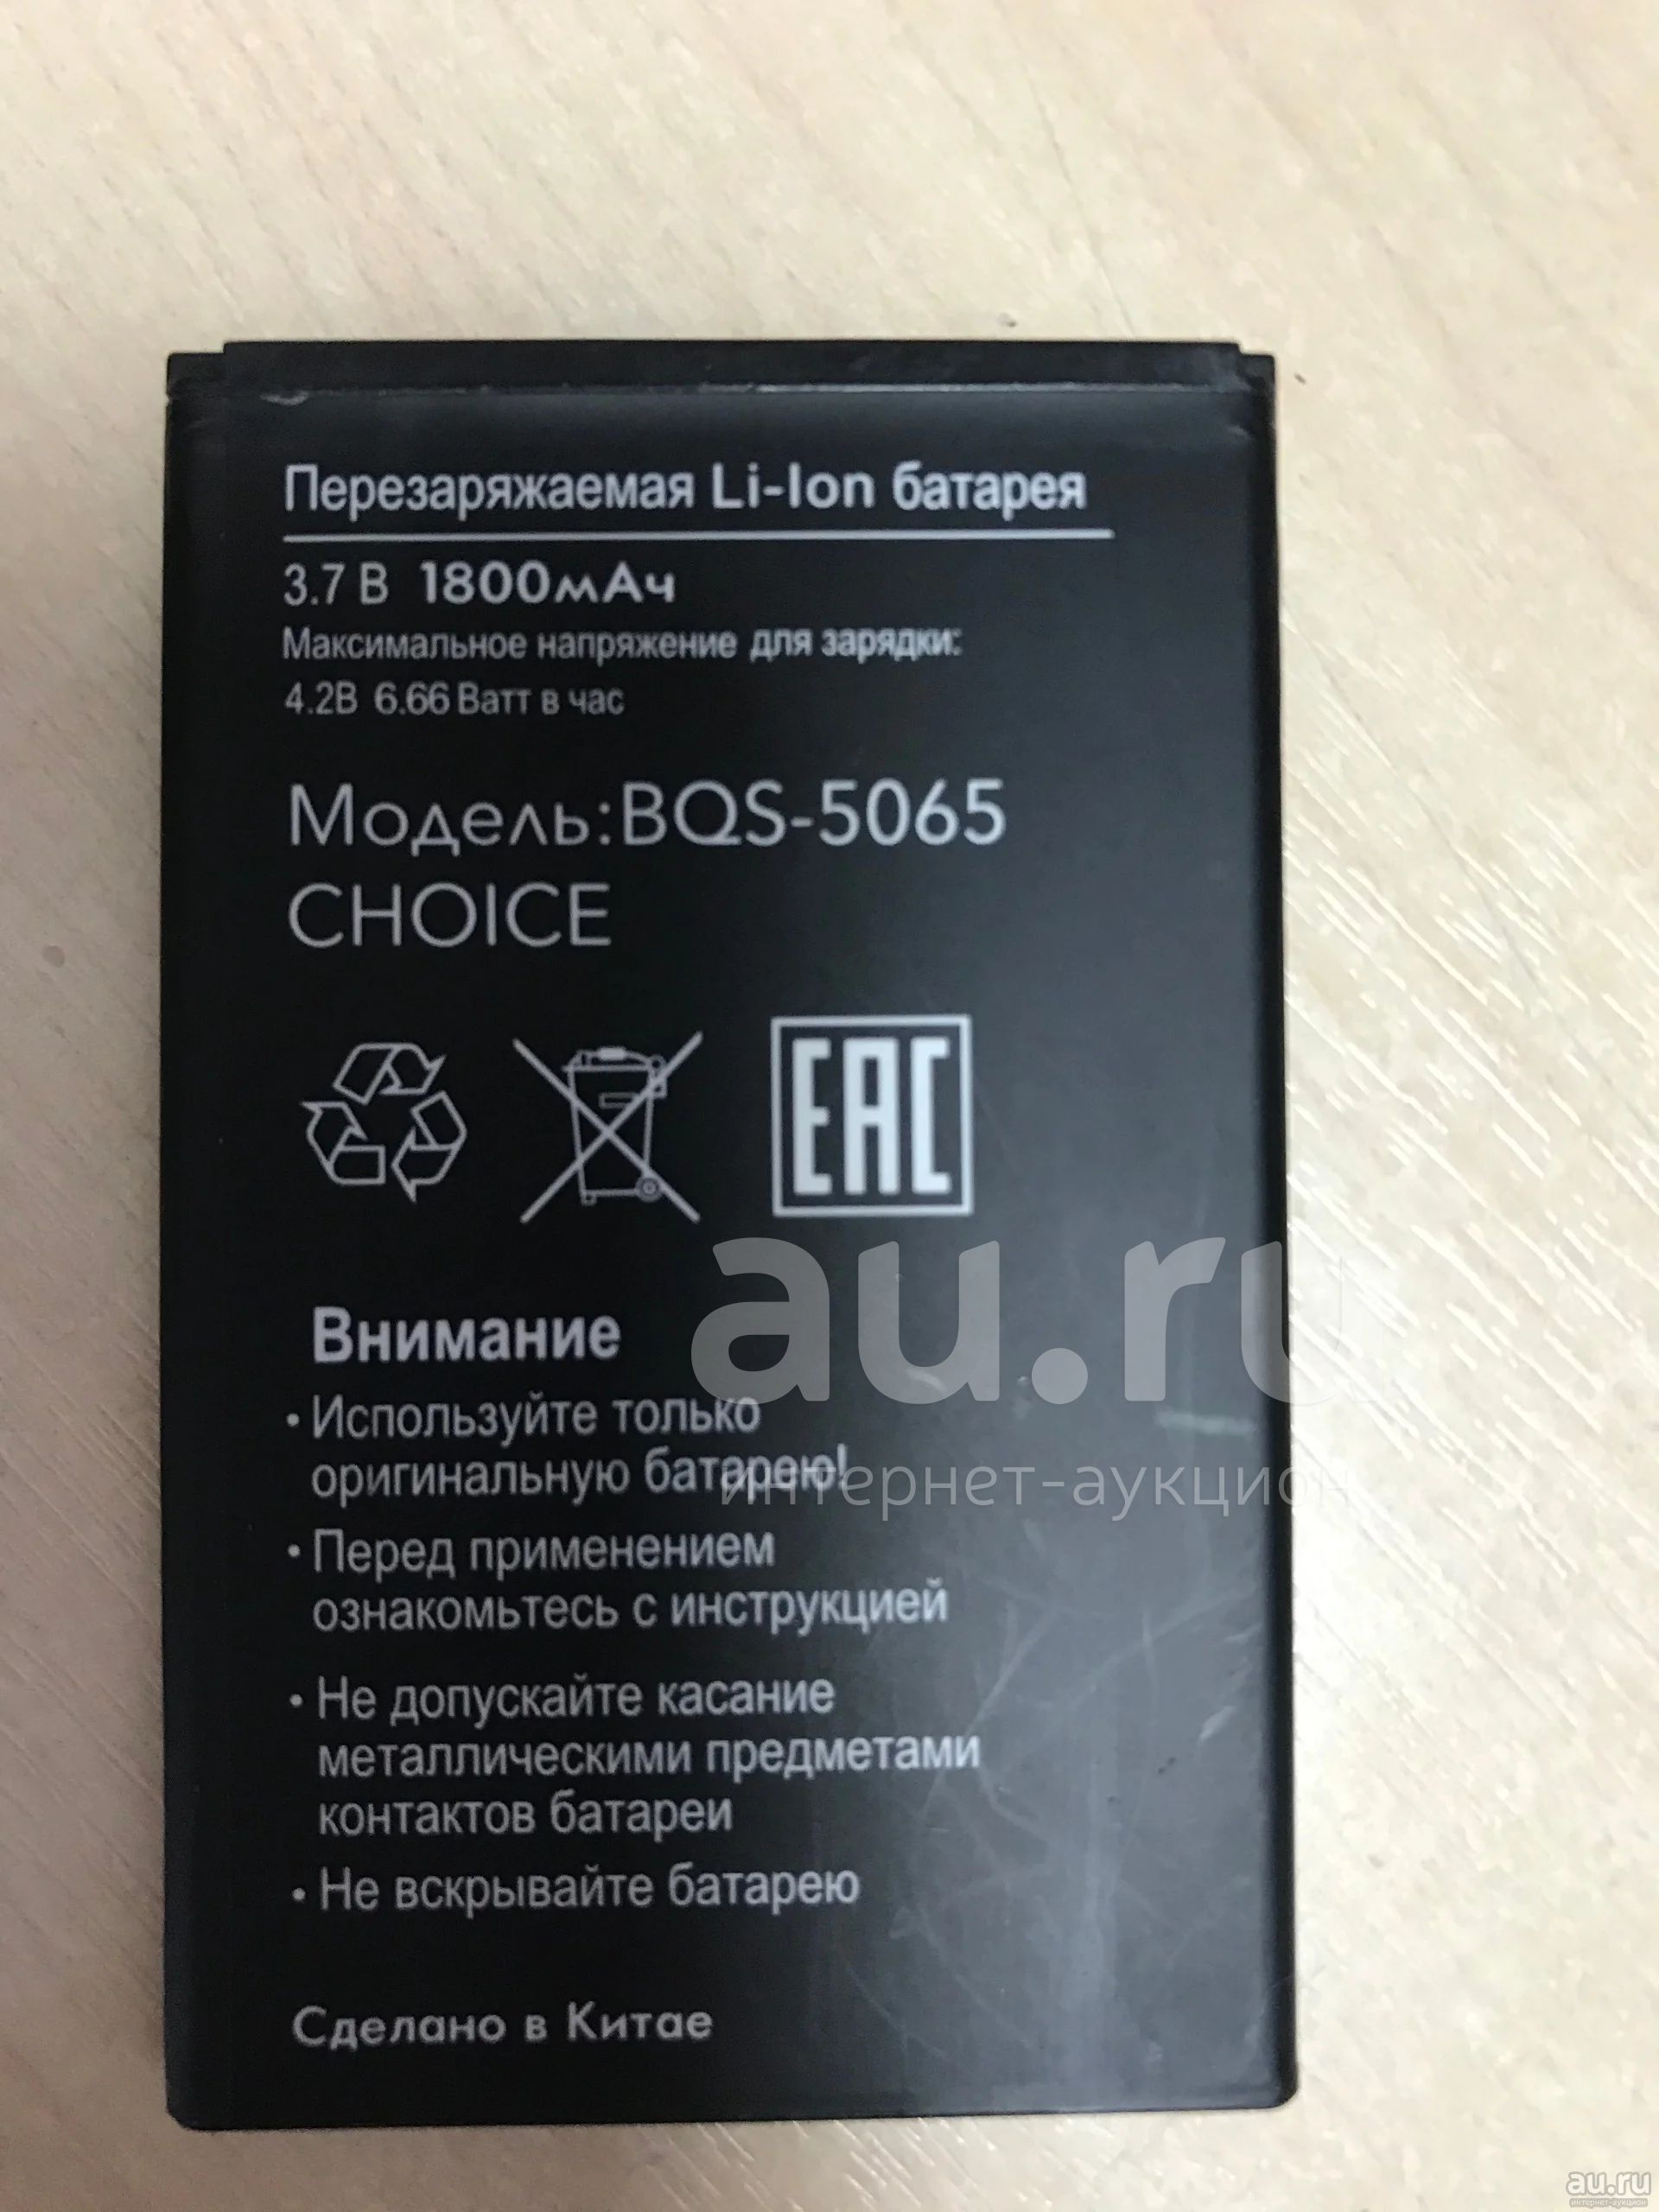 Перезаряжаемая Li-Ion батарея
3.7 В 1800мАч
Максимальное напряжение для зарядки:
4.2В 6.66 Ватт в час
Модель:BQS-5065
CHOICE
EAC
au.ru
интернет-аукцион
Внимание
• Используйте только
оригинальную батарею!
• Перед применением
ознакомьтесь с инструкцией
• Не допускайте касание
металлическими предметами
контактов батареи
• Не вскрывайте батарею
Сделано в Китае
au.ru
интернет-аукцион